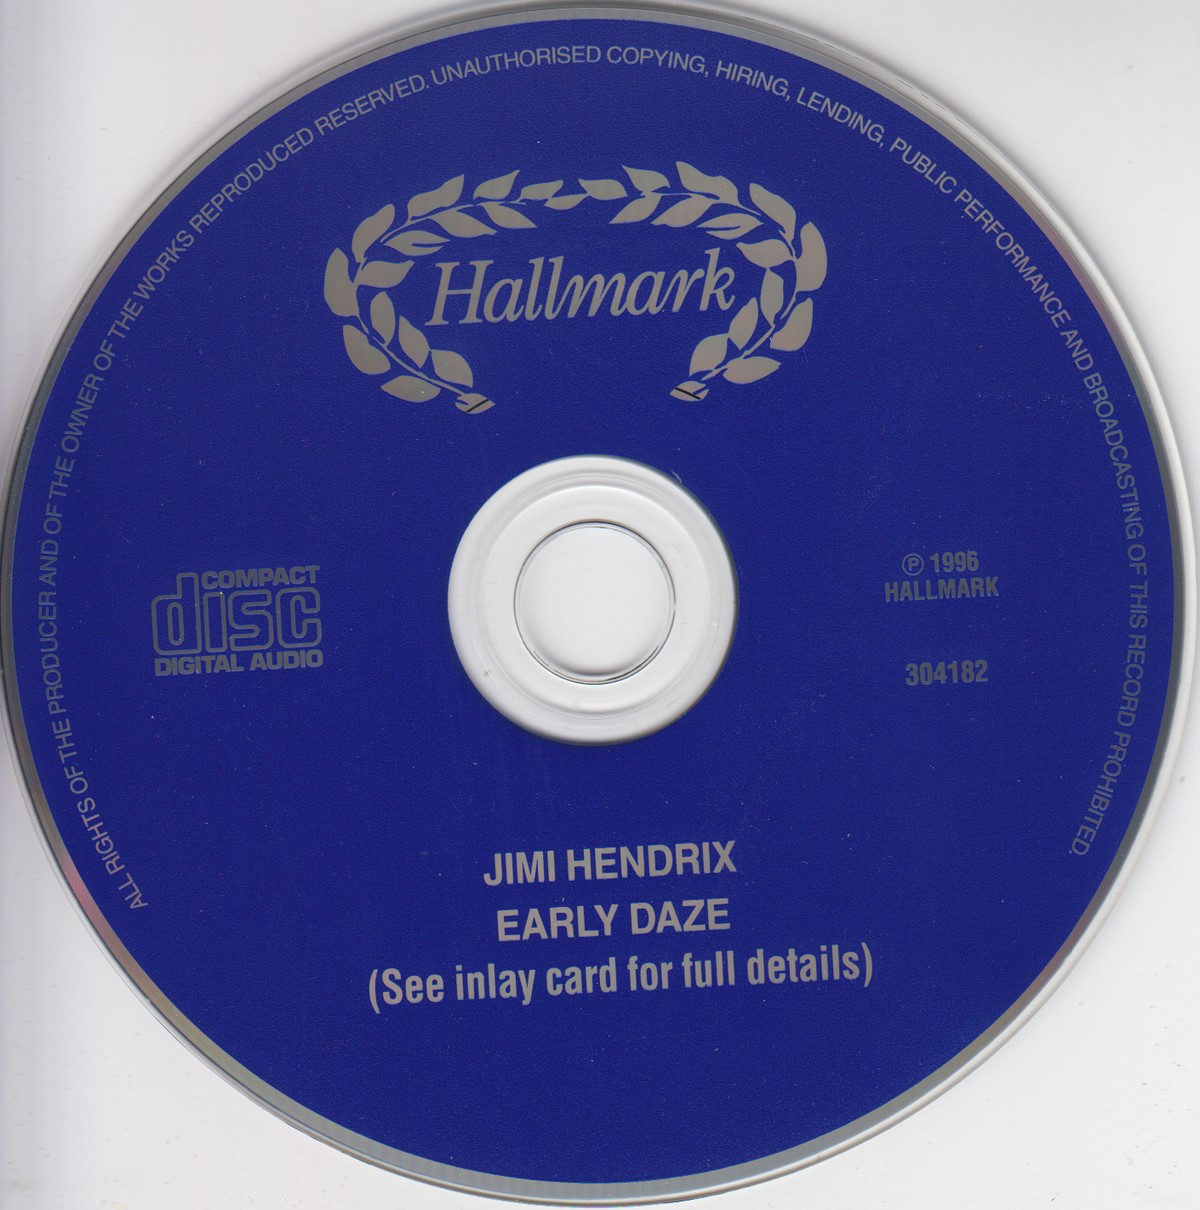 ALL RIGHTS OF THE PRODUCER AND OF THE OWNER OF THE WORKS REPRODUCED RESERVED. UNAUTHORISED COPYING, HIRING, LENDING, PUBLIC PERFORMANCE AND BROADCASTING OF THIS RECORD PROHIBITED.
Hallmark
COMPACT
disc
DIGITAL AUDIO
℗ 1996
HALLMARK
304182
JIMI HENDRIX
EARLY DAZE
(See inlay card for full details)